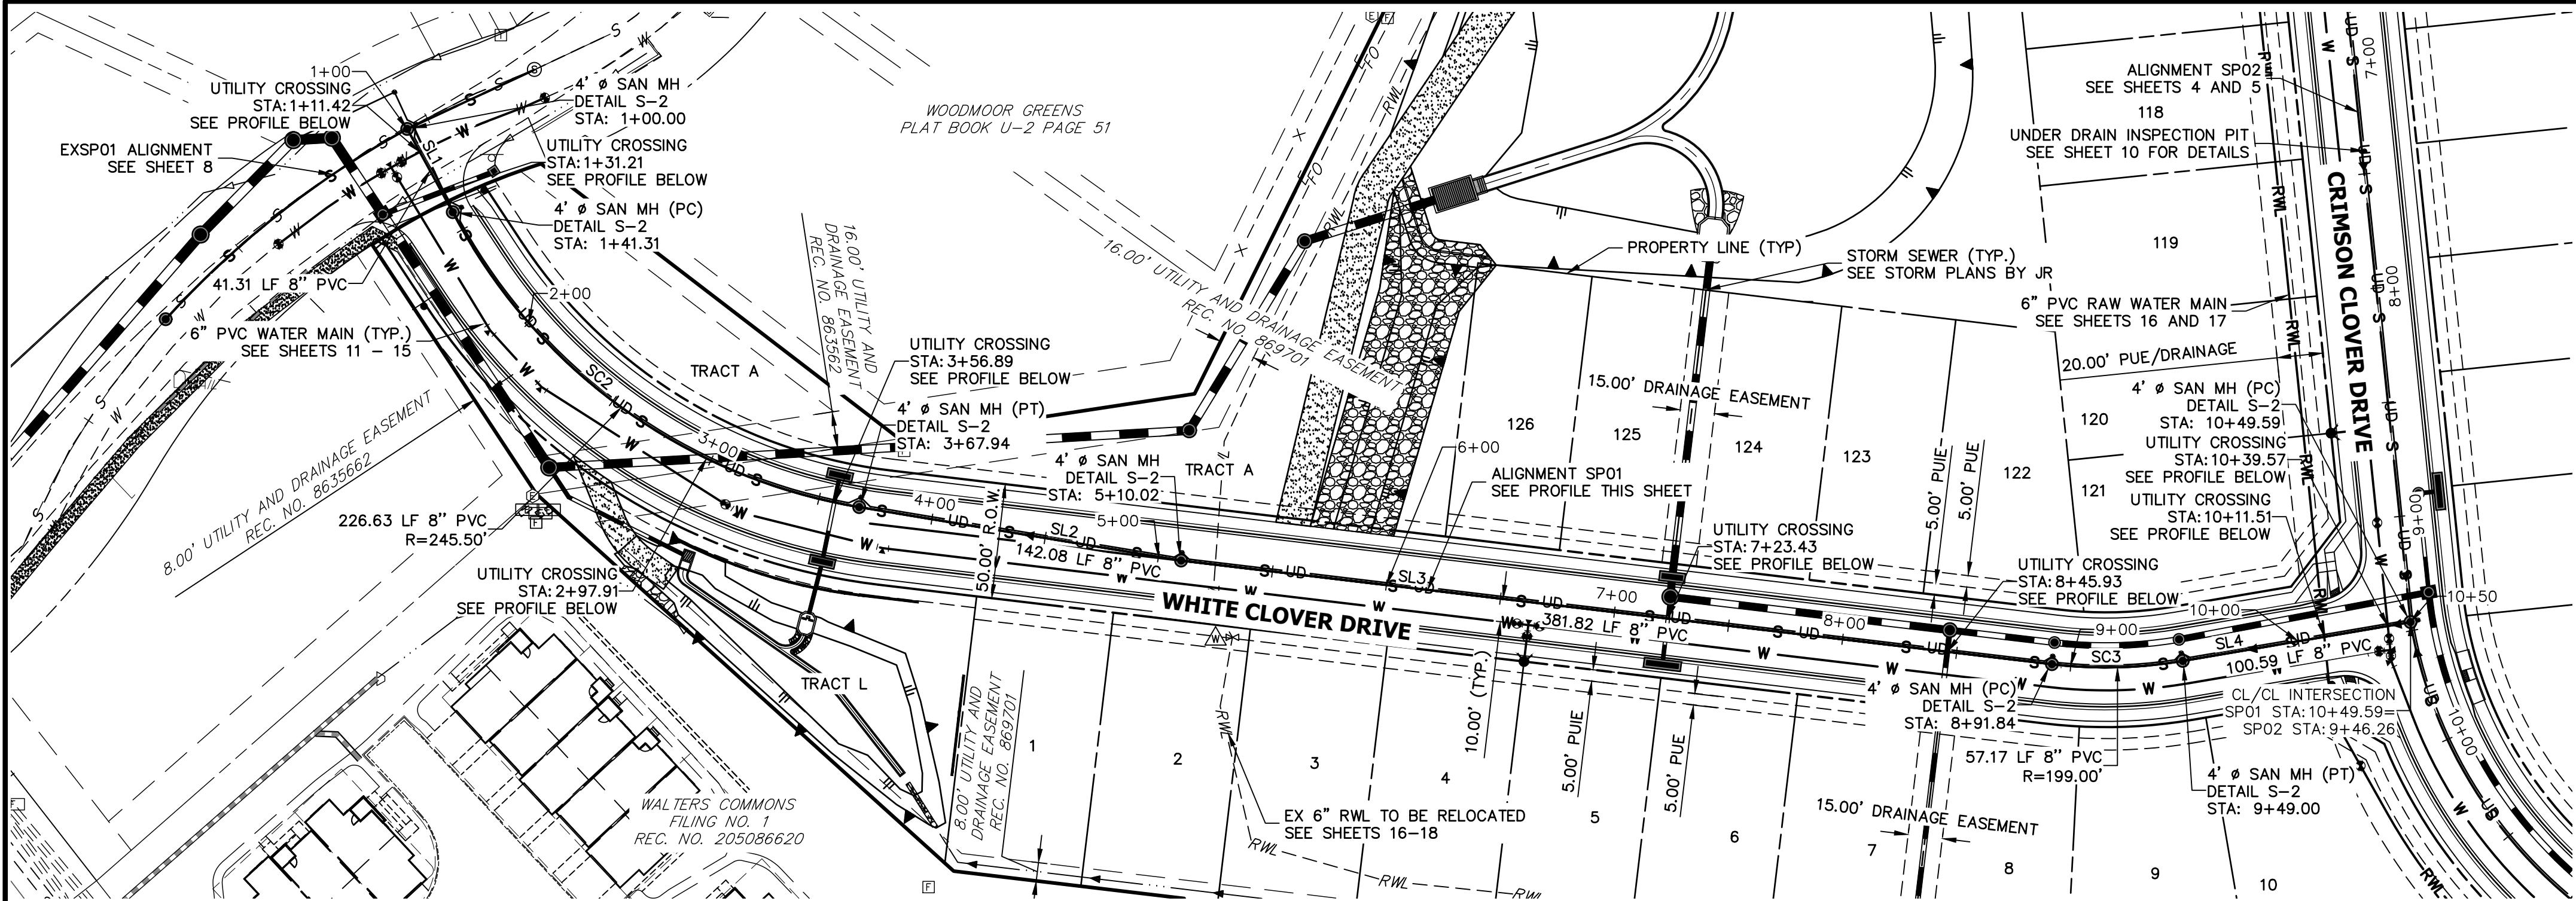 1+00
UTILITY CROSSING
STA: 1+11.42
SEE PROFILE BELOW
EXSP01 ALIGNMENT
SEE SHEET 8
4' ø SAN MH
DETAIL S-2
STA: 1+00.00
UTILITY CROSSING
STA: 1+31.21
SEE PROFILE BELOW
4' ø SAN MH (PC)
DETAIL S-2
STA: 1+41.31
SL1
41.31 LF 8" PVC
6" PVC WATER MAIN (TYP.)
SEE SHEETS 11 – 15
2+00
SC2
TRACT A
8.00' UTILITY AND DRAINAGE EASEMENT
REC. NO. 8635662
226.63 LF 8" PVC
R=245.50'
UTILITY CROSSING
STA: 2+97.91
SEE PROFILE BELOW
3+00
16.00' UTILITY AND
DRAINAGE EASEMENT
REC. NO. 863562
WOODMOOR GREENS
PLAT BOOK U-2 PAGE 51
UTILITY CROSSING
STA: 3+56.89
SEE PROFILE BELOW
4' ø SAN MH (PT)
DETAIL S-2
STA: 3+67.94
4' ø SAN MH
DETAIL S-2
STA: 5+10.02
TRACT A
16.00' UTILITY AND DRAINAGE EASEMENT
REC. NO. 869701
4+00
50.00' R.O.W.
SL2
142.08 LF 8" PVC
5+00
WHITE CLOVER DRIVE
TRACT L
8.00' UTILITY AND
DRAINAGE EASEMENT
REC. NO. 869701
WALTERS COMMONS
FILING NO. 1
REC. NO. 205086620
PROPERTY LINE (TYP)
STORM SEWER (TYP.)
SEE STORM PLANS BY JR
15.00' DRAINAGE EASEMENT
126
125
124
123
122
121
120
119
118
6+00
ALIGNMENT SP01
SEE PROFILE THIS SHEET
SL3
7+00
381.82 LF 8" PVC
UTILITY CROSSING
STA: 7+23.43
SEE PROFILE BELOW
5.00' PUIE
5.00' PUE
8+00
UTILITY CROSSING
STA: 8+45.93
SEE PROFILE BELOW
10.00' (TYP.)
5.00' PUIE
5.00' PUE
EX 6" RWL TO BE RELOCATED
SEE SHEETS 16-18
1
2
3
4
5
6
7
8
9
10
4' ø SAN MH (PC)
DETAIL S-2
STA: 8+91.84
9+00
SC3
SL4
10+00
10+50
100.59 LF 8" PVC
57.17 LF 8" PVC
R=199.00'
15.00' DRAINAGE EASEMENT
CL/CL INTERSECTION
SP01 STA: 10+49.59=
SP02 STA: 9+46.26
4' ø SAN MH (PT)
DETAIL S-2
STA: 9+49.00
ALIGNMENT SP02
SEE SHEETS 4 AND 5
UNDER DRAIN INSPECTION PIT
SEE SHEET 10 FOR DETAILS
6" PVC RAW WATER MAIN
SEE SHEETS 16 AND 17
20.00' PUE/DRAINAGE
4' ø SAN MH (PC)
DETAIL S-2
STA: 10+49.59
UTILITY CROSSING
STA: 10+39.57
SEE PROFILE BELOW
UTILITY CROSSING
STA: 10+11.51
SEE PROFILE BELOW
CRIMSON CLOVER DRIVE
7+00
8+00
9+00
10+00
RWL
RWL
RWL
RWL